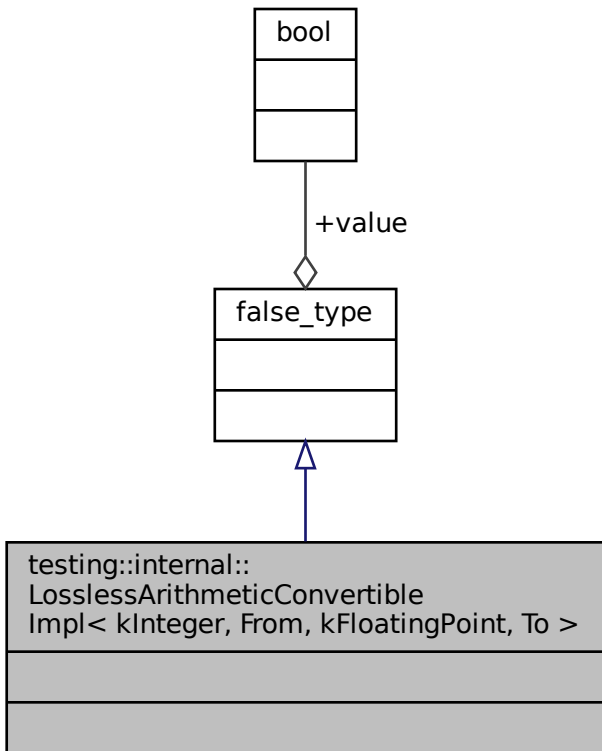 bool
+value
false_type
testing::internal::
LosslessArithmeticConvertible
Impl< kInteger, From, kFloatingPoint, To >